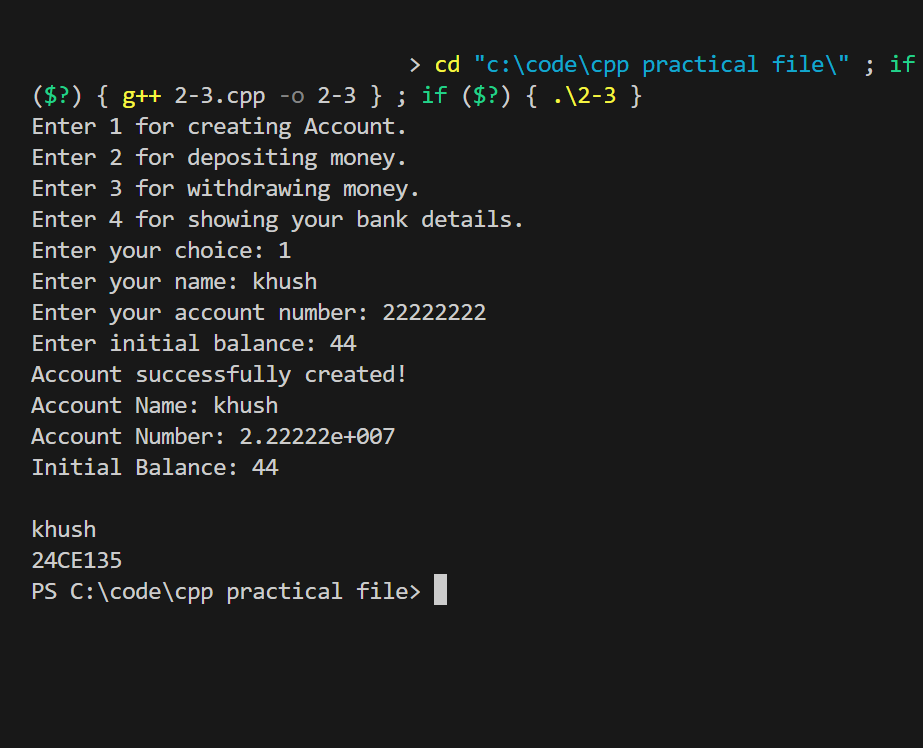 > cd "c:\code\cpp practical file\" ; if
($?) { g++ 2-3.cpp -o 2-3 } ; if ($?) { .\2-3 }
Enter 1 for creating Account.
Enter 2 for depositing money.
Enter 3 for withdrawing money.
Enter 4 for showing your bank details.
Enter your choice: 1
Enter your name: khush
Enter your account number: 22222222
Enter initial balance: 44
Account successfully created!
Account Name: khush
Account Number: 2.22222e+007
Initial Balance: 44
khush
24CE135
PS C:\code\cpp practical file>